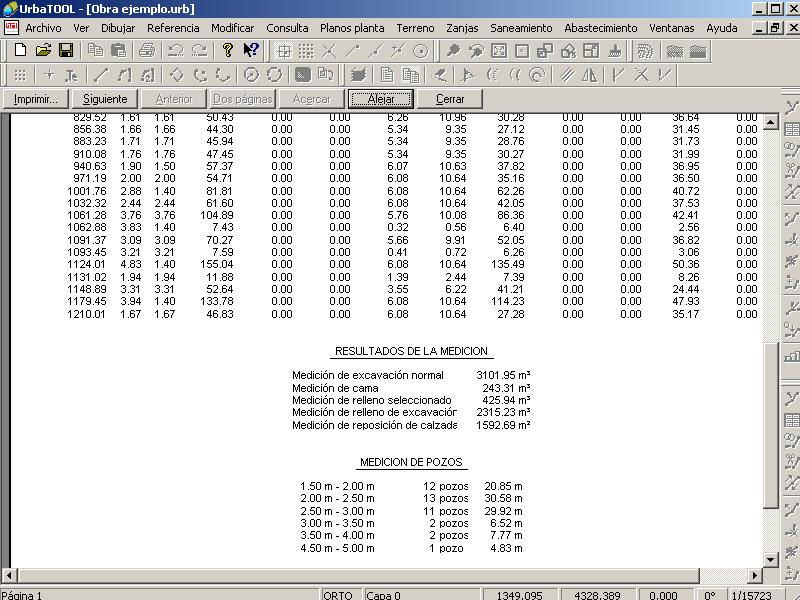 UrbaTOOL - [Obra ejemplo.urb]
Archivo Ver Dibujar Referencia Modificar Consulta Planos planta Terreno Zanjas Saneamiento Abastecimiento Ventanas Ayuda
Imprimir... Siguiente Anterior Dos páginas Acercar Alejar Cerrar
829.52 1.61 1.61 50.43 0.00 0.00 6.26 10.96 30.28 0.00 0.00 36.64 0.00
856.38 1.66 1.66 44.30 0.00 0.00 5.34 9.35 27.12 0.00 0.00 31.45 0.00
883.23 1.71 1.71 45.94 0.00 0.00 5.34 9.35 28.76 0.00 0.00 31.73 0.00
910.08 1.76 1.76 47.45 0.00 0.00 5.34 9.35 30.27 0.00 0.00 31.99 0.00
940.63 1.90 1.50 57.37 0.00 0.00 6.07 10.63 37.82 0.00 0.00 36.95 0.00
971.19 2.00 2.00 54.71 0.00 0.00 6.08 10.64 35.16 0.00 0.00 36.50 0.00
1001.76 2.88 1.40 81.81 0.00 0.00 6.08 10.64 62.26 0.00 0.00 40.72 0.00
1032.32 2.44 2.44 61.60 0.00 0.00 6.08 10.64 42.05 0.00 0.00 37.53 0.00
1061.28 3.76 3.76 104.89 0.00 0.00 5.76 10.08 86.36 0.00 0.00 42.41 0.00
1062.88 3.83 1.40 7.43 0.00 0.00 0.32 0.56 6.40 0.00 0.00 2.56 0.00
1091.37 3.09 3.09 70.27 0.00 0.00 5.66 9.91 52.05 0.00 0.00 36.82 0.00
1093.45 3.21 3.21 7.59 0.00 0.00 0.41 0.72 6.26 0.00 0.00 3.06 0.00
1124.01 4.83 1.40 155.04 0.00 0.00 6.08 10.64 135.49 0.00 0.00 50.36 0.00
1131.02 1.94 1.94 11.88 0.00 0.00 1.39 2.44 7.39 0.00 0.00 8.26 0.00
1148.89 3.31 3.31 52.64 0.00 0.00 3.55 6.22 41.21 0.00 0.00 24.44 0.00
1179.45 3.94 1.40 133.78 0.00 0.00 6.08 10.64 114.23 0.00 0.00 47.93 0.00
1210.01 1.67 1.67 46.83 0.00 0.00 6.08 10.64 27.28 0.00 0.00 35.17 0.00
RESULTADOS DE LA MEDICION
Medición de excavación normal 3101.95 m³
Medición de cama 243.31 m³
Medición de relleno seleccionado 425.94 m³
Medición de relleno de excavación 2315.23 m³
Medición de reposición de calzada 1592.69 m²
MEDICION DE POZOS
1.50 m - 2.00 m 12 pozos 20.85 m
2.00 m - 2.50 m 13 pozos 30.58 m
2.50 m - 3.00 m 11 pozos 29.92 m
3.00 m - 3.50 m 2 pozos 6.52 m
3.50 m - 4.00 m 2 pozos 7.77 m
4.50 m - 5.00 m 1 pozo 4.83 m
Página 1 ORTO Capa 0 1349.095 4328.389 0.000 0° 1/15723